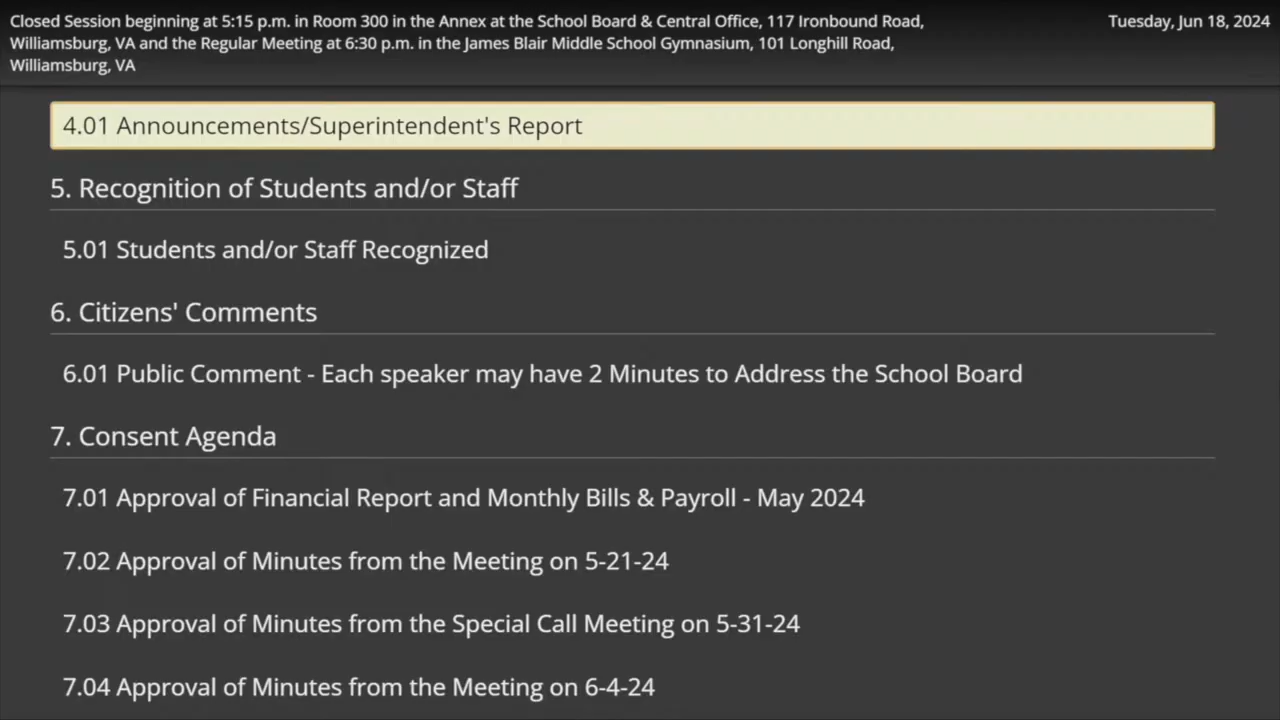 Closed Session beginning at 5:15 p.m. in Room 300 in the Annex at the School Board & Central Office, 117 Ironbound Road,
Williamsburg, VA and the Regular Meeting at 6:30 p.m. in the James Blair Middle School Gymnasium, 101 Longhill Road,
Williamsburg, VA
Tuesday, Jun 18, 2024
4.01 Announcements/Superintendent's Report
5. Recognition of Students and/or Staff
5.01 Students and/or Staff Recognized
6. Citizens' Comments
6.01 Public Comment - Each speaker may have 2 Minutes to Address the School Board
7. Consent Agenda
7.01 Approval of Financial Report and Monthly Bills & Payroll - May 2024
7.02 Approval of Minutes from the Meeting on 5-21-24
7.03 Approval of Minutes from the Special Call Meeting on 5-31-24
7.04 Approval of Minutes from the Meeting on 6-4-24